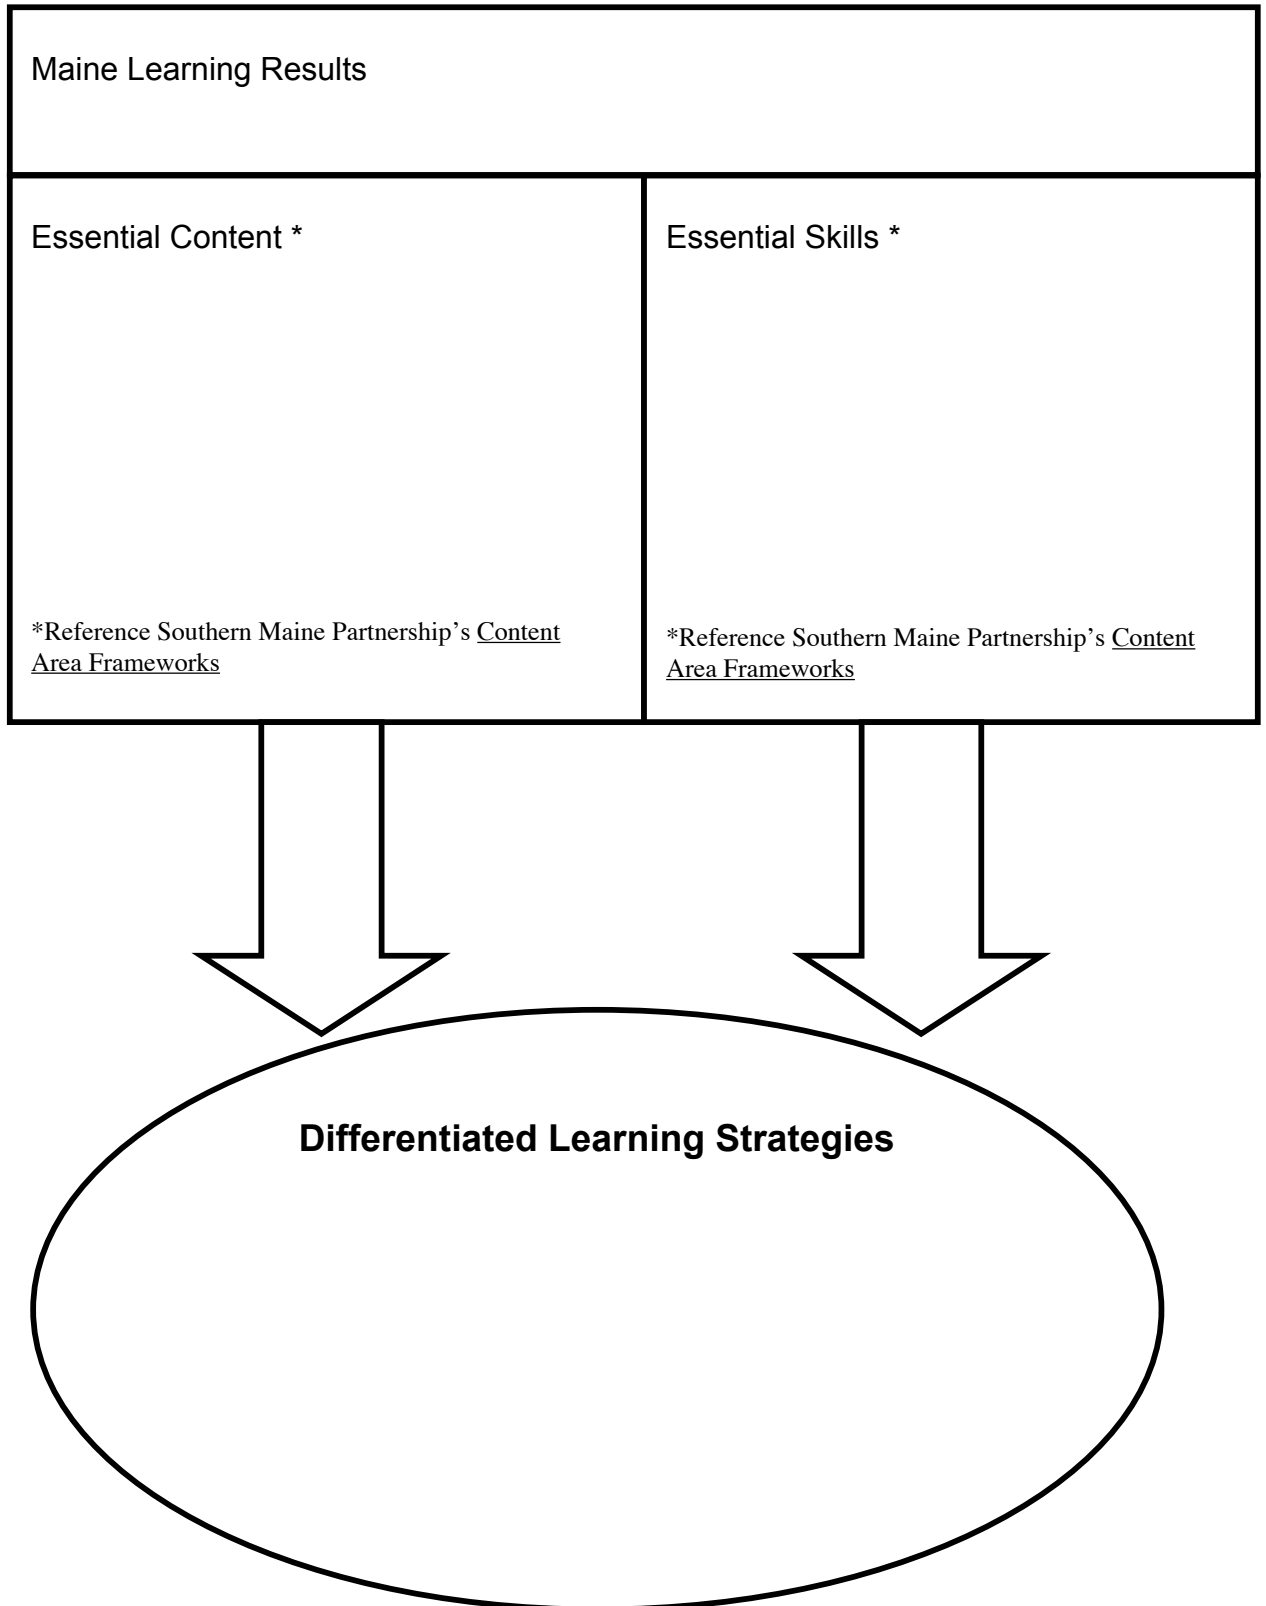 Maine Learning Results
Essential Content *
*Reference Southern Maine Partnership’s Content
Area Frameworks
Essential Skills *
*Reference Southern Maine Partnership’s Content
Area Frameworks
Differentiated Learning Strategies